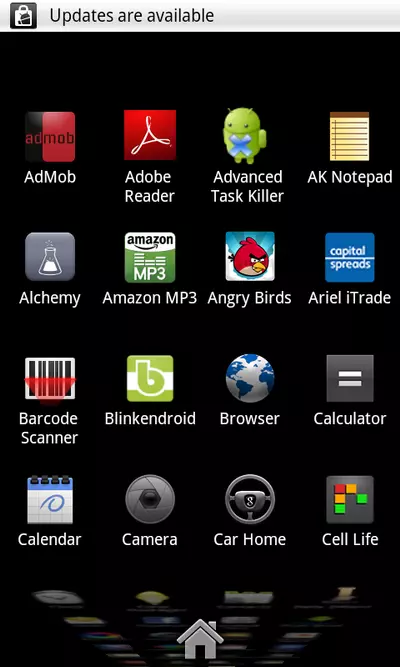 Updates are available
admob
amazon
MP3
capital
spreads
AdMob
Adobe
Reader
Advanced
Task Killer
AK Notepad
Alchemy
Amazon MP3
Angry Birds
Ariel iTrade
Barcode
Scanner
Blinkendroid
Browser
Calculator
Calendar
Camera
Car Home
Cell Life